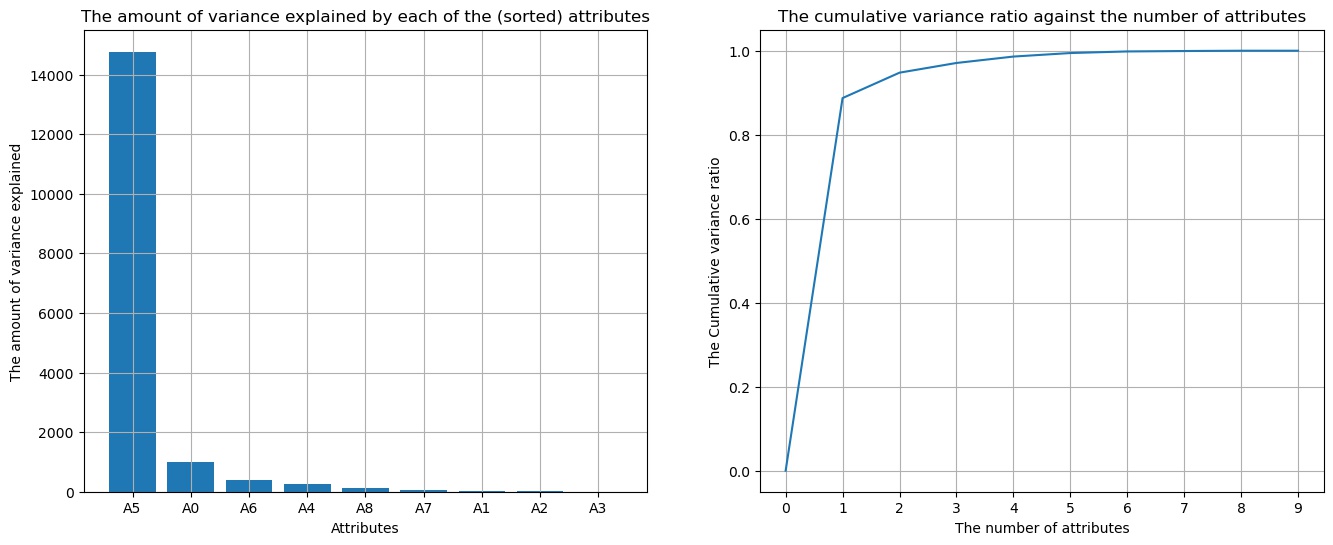 The amount of variance explained by each of the (sorted) attributes
The amount of variance explained
14000
12000
10000
8000
6000
4000
2000
0
A5 A0 A6 A4 A8 A7 A1 A2 A3
Attributes
The cumulative variance ratio against the number of attributes
The Cumulative variance ratio
1.0
0.8
0.6
0.4
0.2
0.0
0 1 2 3 4 5 6 7 8 9
The number of attributes